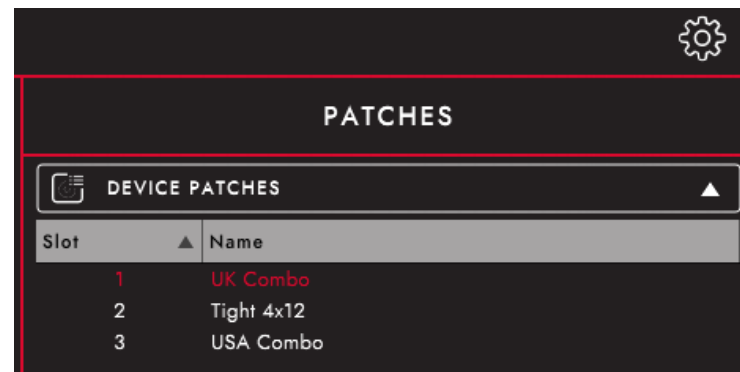 PATCHES
DEVICE PATCHES
Slot Name
1 UK Combo
2 Tight 4x12
3 USA Combo